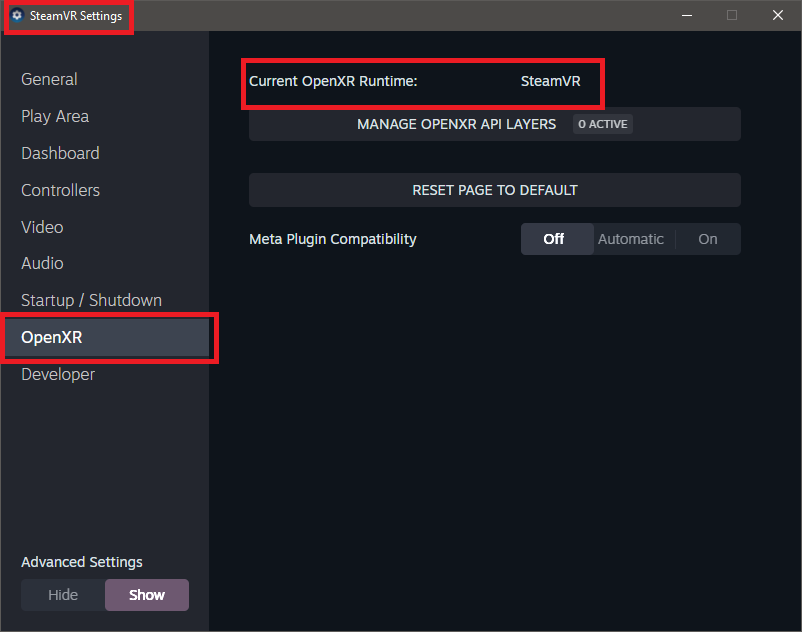 SteamVR Settings
General
Play Area
Dashboard
Controllers
Video
Audio
Startup / Shutdown
OpenXR
Developer
Advanced Settings
Hide Show
Current OpenXR Runtime: SteamVR
MANAGE OPENXR API LAYERS 0 ACTIVE
RESET PAGE TO DEFAULT
Meta Plugin Compatibility Off Automatic On